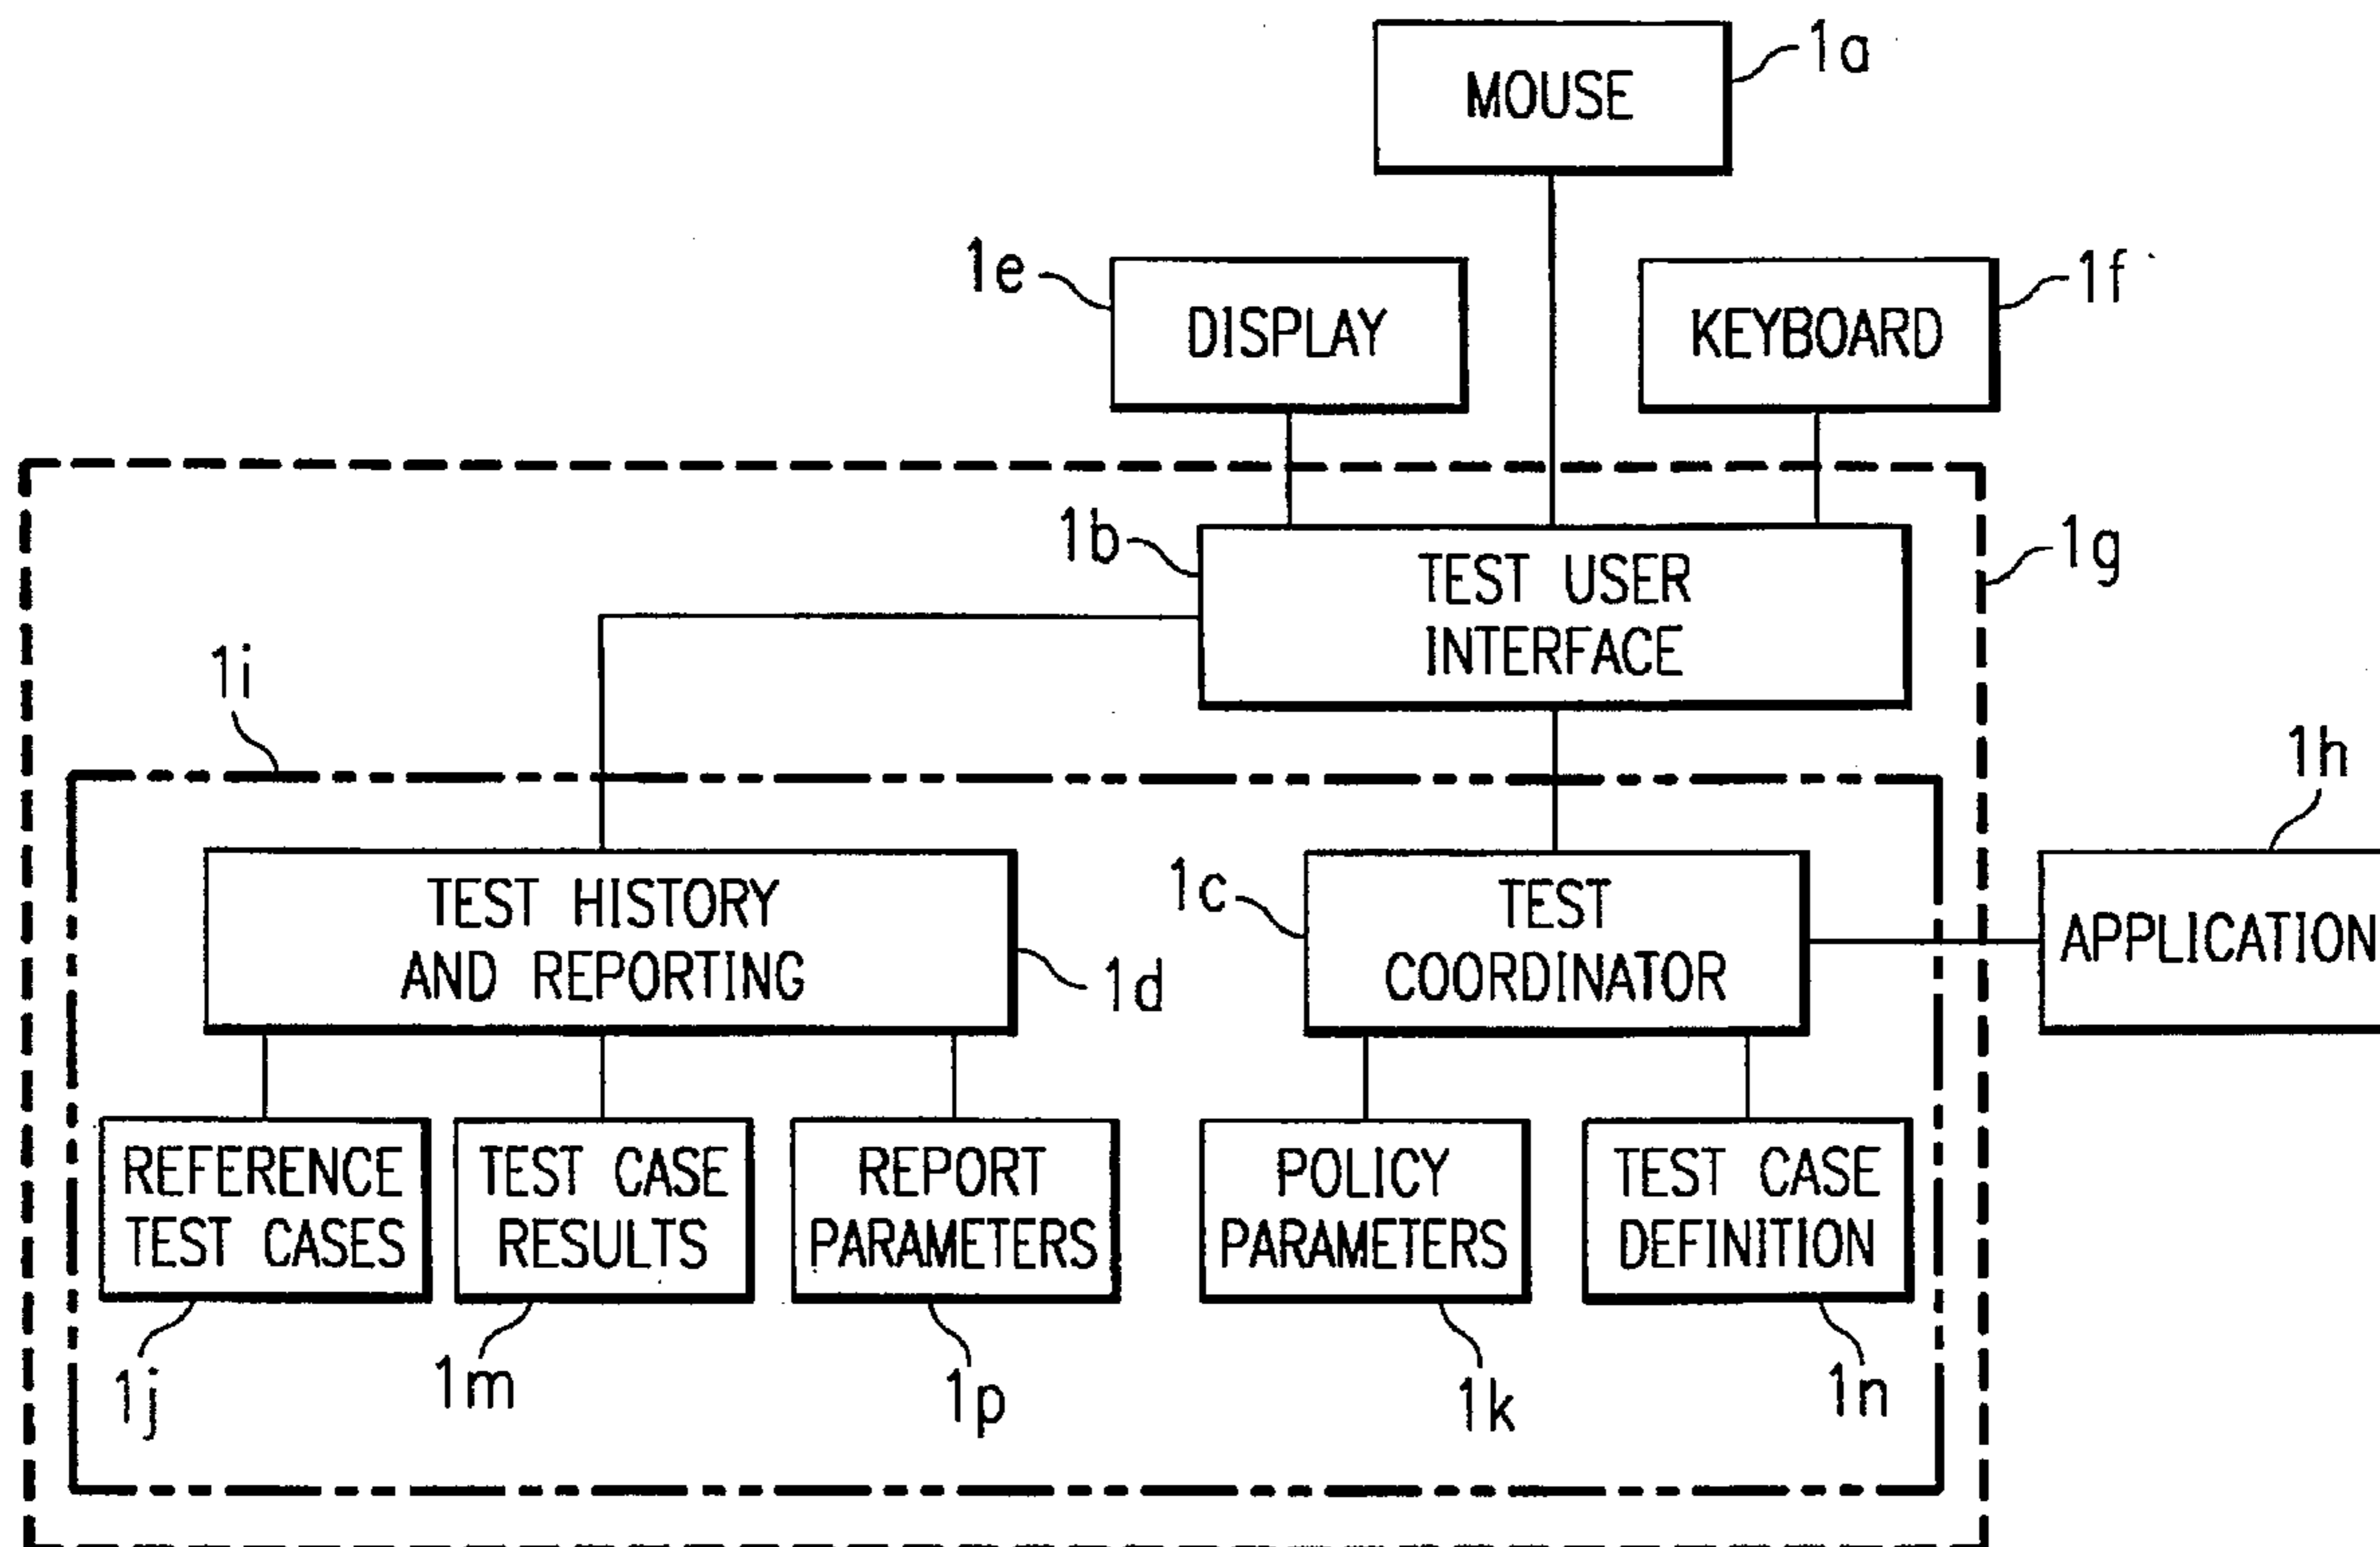 MOUSE
1a
DISPLAY
1e
KEYBOARD
1f
TEST USER
INTERFACE
1b
1g
1i
TEST HISTORY
AND REPORTING
1d
TEST
COORDINATOR
1c
APPLICATION
1h
REFERENCE
TEST CASES
1j
TEST CASE
RESULTS
1m
REPORT
PARAMETERS
1p
POLICY
PARAMETERS
1k
TEST CASE
DEFINITION
1n